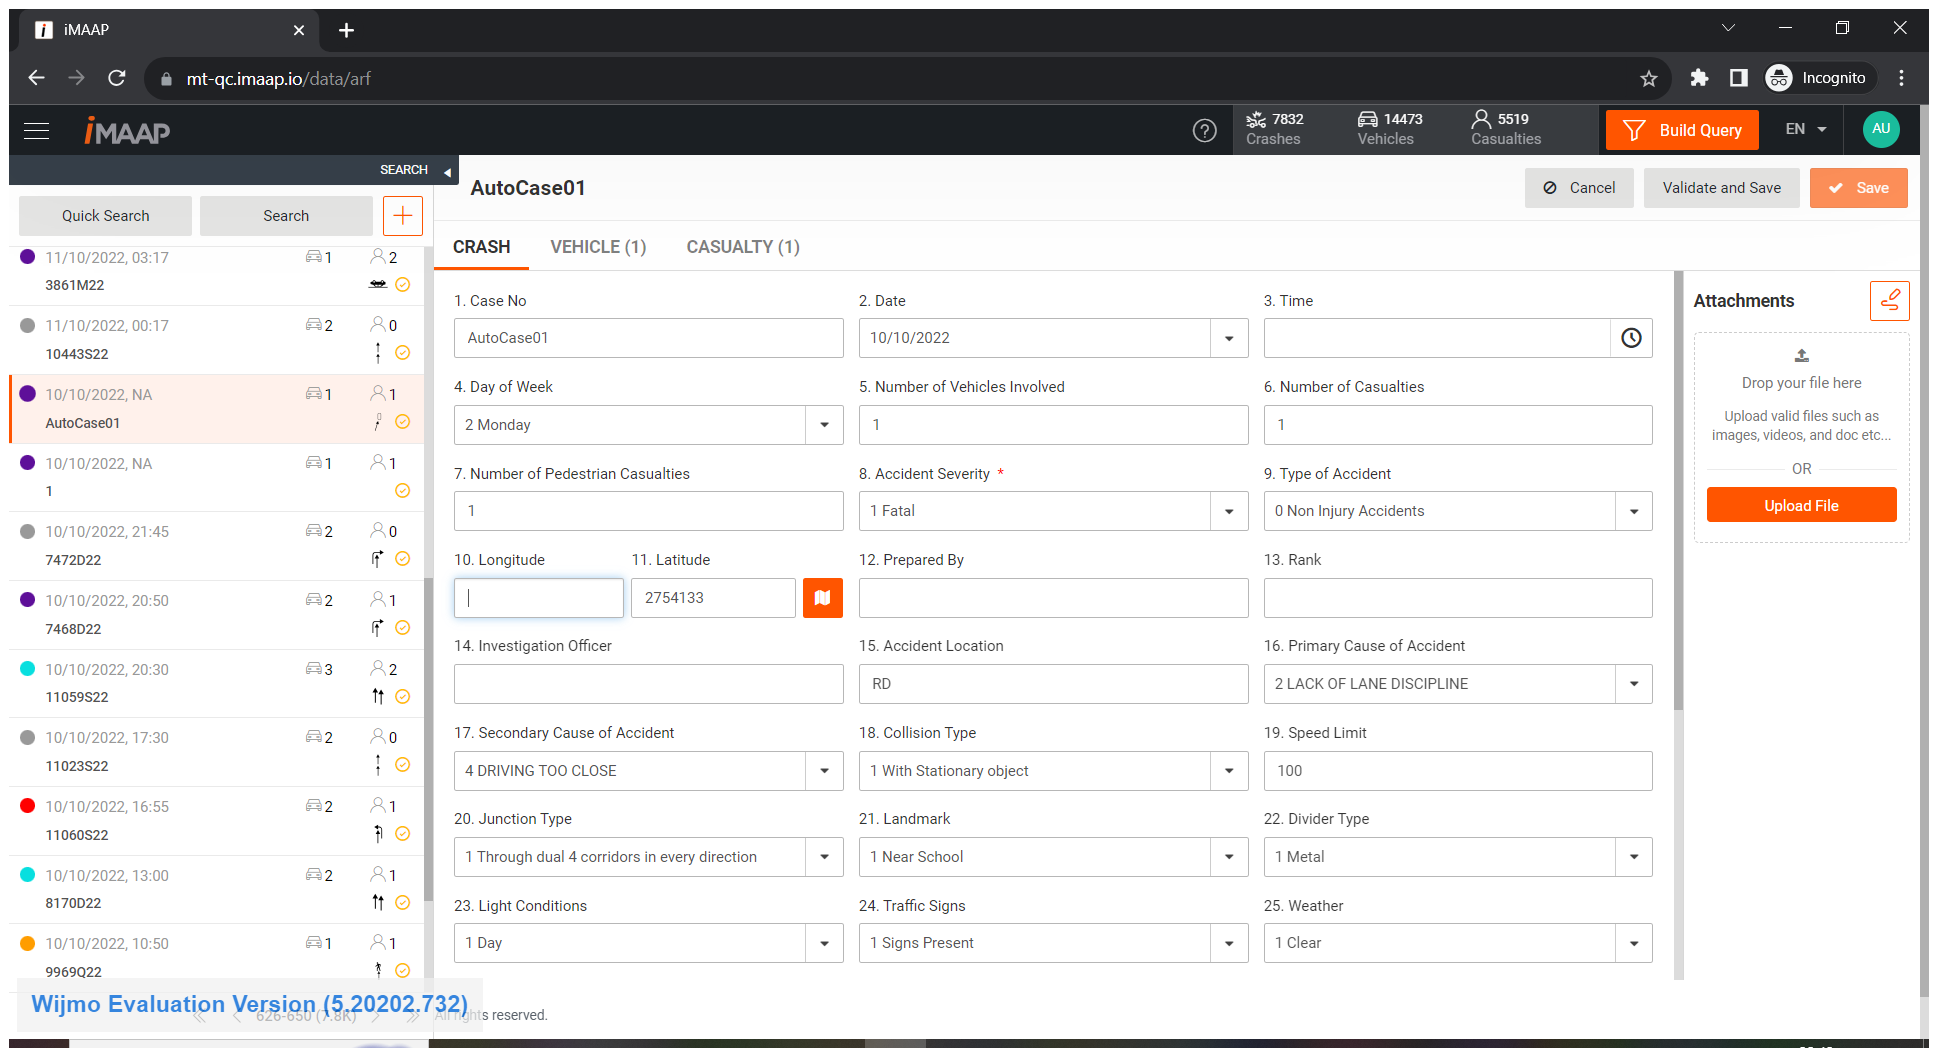 iMAAP
mt-qc.imaap.io/data/arf
Incognito
iMAAP
7832
Crashes
14473
Vehicles
5519
Casualties
Build Query
EN
AU
SEARCH
Quick Search
Search
11/10/2022, 03:17
1
2
3861M22
11/10/2022, 00:17
2
0
10443S22
10/10/2022, NA
1
1
AutoCase01
10/10/2022, NA
1
1
1
10/10/2022, 21:45
2
0
7472D22
10/10/2022, 20:50
2
1
7468D22
10/10/2022, 20:30
3
2
11059S22
10/10/2022, 17:30
2
0
11023S22
10/10/2022, 16:55
2
1
11060S22
10/10/2022, 13:00
2
1
8170D22
10/10/2022, 10:50
1
1
9969Q22
Wijmo Evaluation Version (5.20202.732)
626-650 (7.8K)
All rights reserved.
AutoCase01
Cancel
Validate and Save
Save
CRASH
VEHICLE (1)
CASUALTY (1)
1. Case No
2. Date
3. Time
AutoCase01
10/10/2022
4. Day of Week
5. Number of Vehicles Involved
6. Number of Casualties
2 Monday
1
1
7. Number of Pedestrian Casualties
8. Accident Severity *
9. Type of Accident
1
1 Fatal
0 Non Injury Accidents
10. Longitude
11. Latitude
12. Prepared By
13. Rank
2754133
14. Investigation Officer
15. Accident Location
16. Primary Cause of Accident
RD
2 LACK OF LANE DISCIPLINE
17. Secondary Cause of Accident
18. Collision Type
19. Speed Limit
4 DRIVING TOO CLOSE
1 With Stationary object
100
20. Junction Type
21. Landmark
22. Divider Type
1 Through dual 4 corridors in every direction
1 Near School
1 Metal
23. Light Conditions
24. Traffic Signs
25. Weather
1 Day
1 Signs Present
1 Clear
Attachments
Drop your file here
Upload valid files such as
images, videos, and doc etc...
OR
Upload File